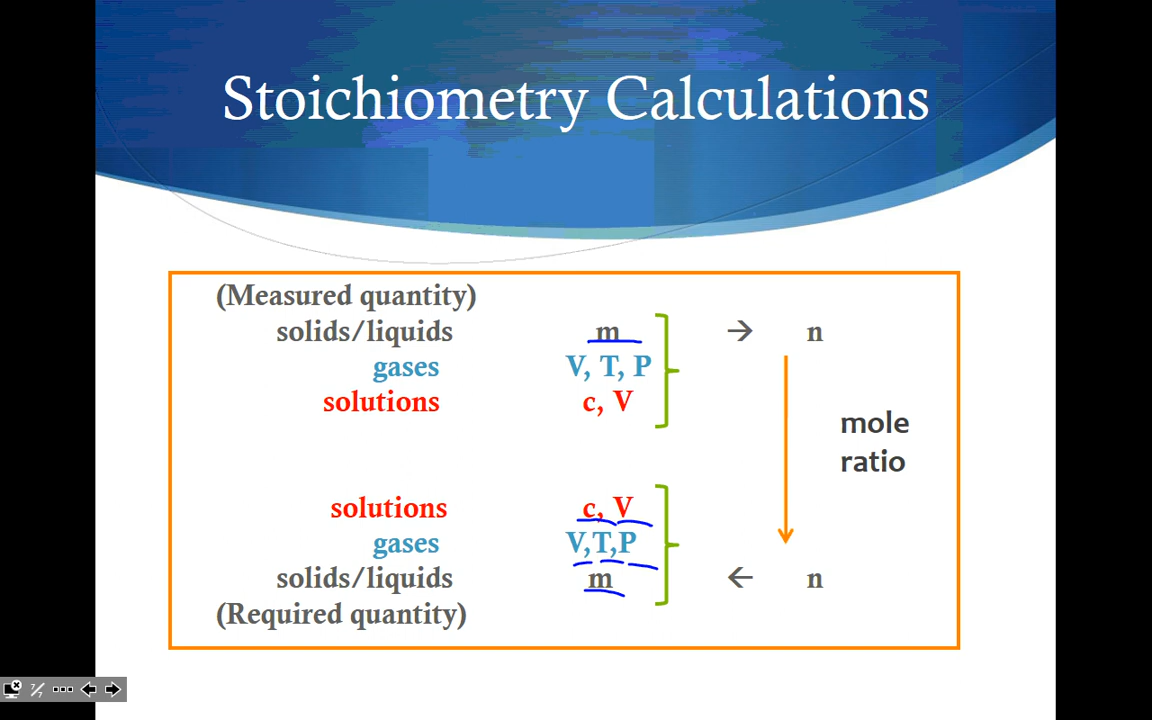 Stoichiometry Calculations
(Measured quantity)
solids/liquids m → n
gases V, T, P
solutions c, V
mole
ratio
solutions c, V
gases V,T,P
solids/liquids m ← n
(Required quantity)